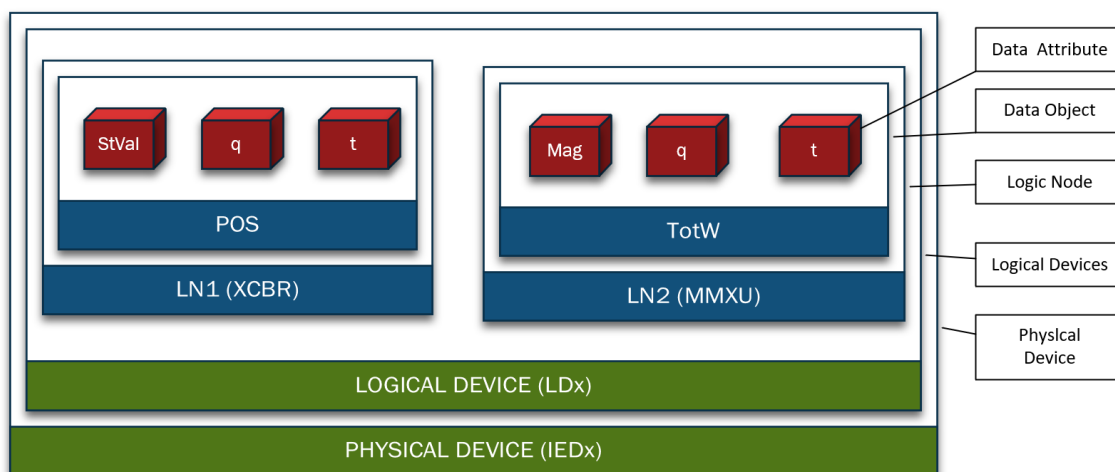 StVal
q
t
POS
LN1 (XCBR)
Mag
q
t
TotW
LN2 (MMXU)
LOGICAL DEVICE (LDx)
PHYSICAL DEVICE (IEDx)
Data Attribute
Data Object
Logic Node
Logical Devices
Physlcal
Device